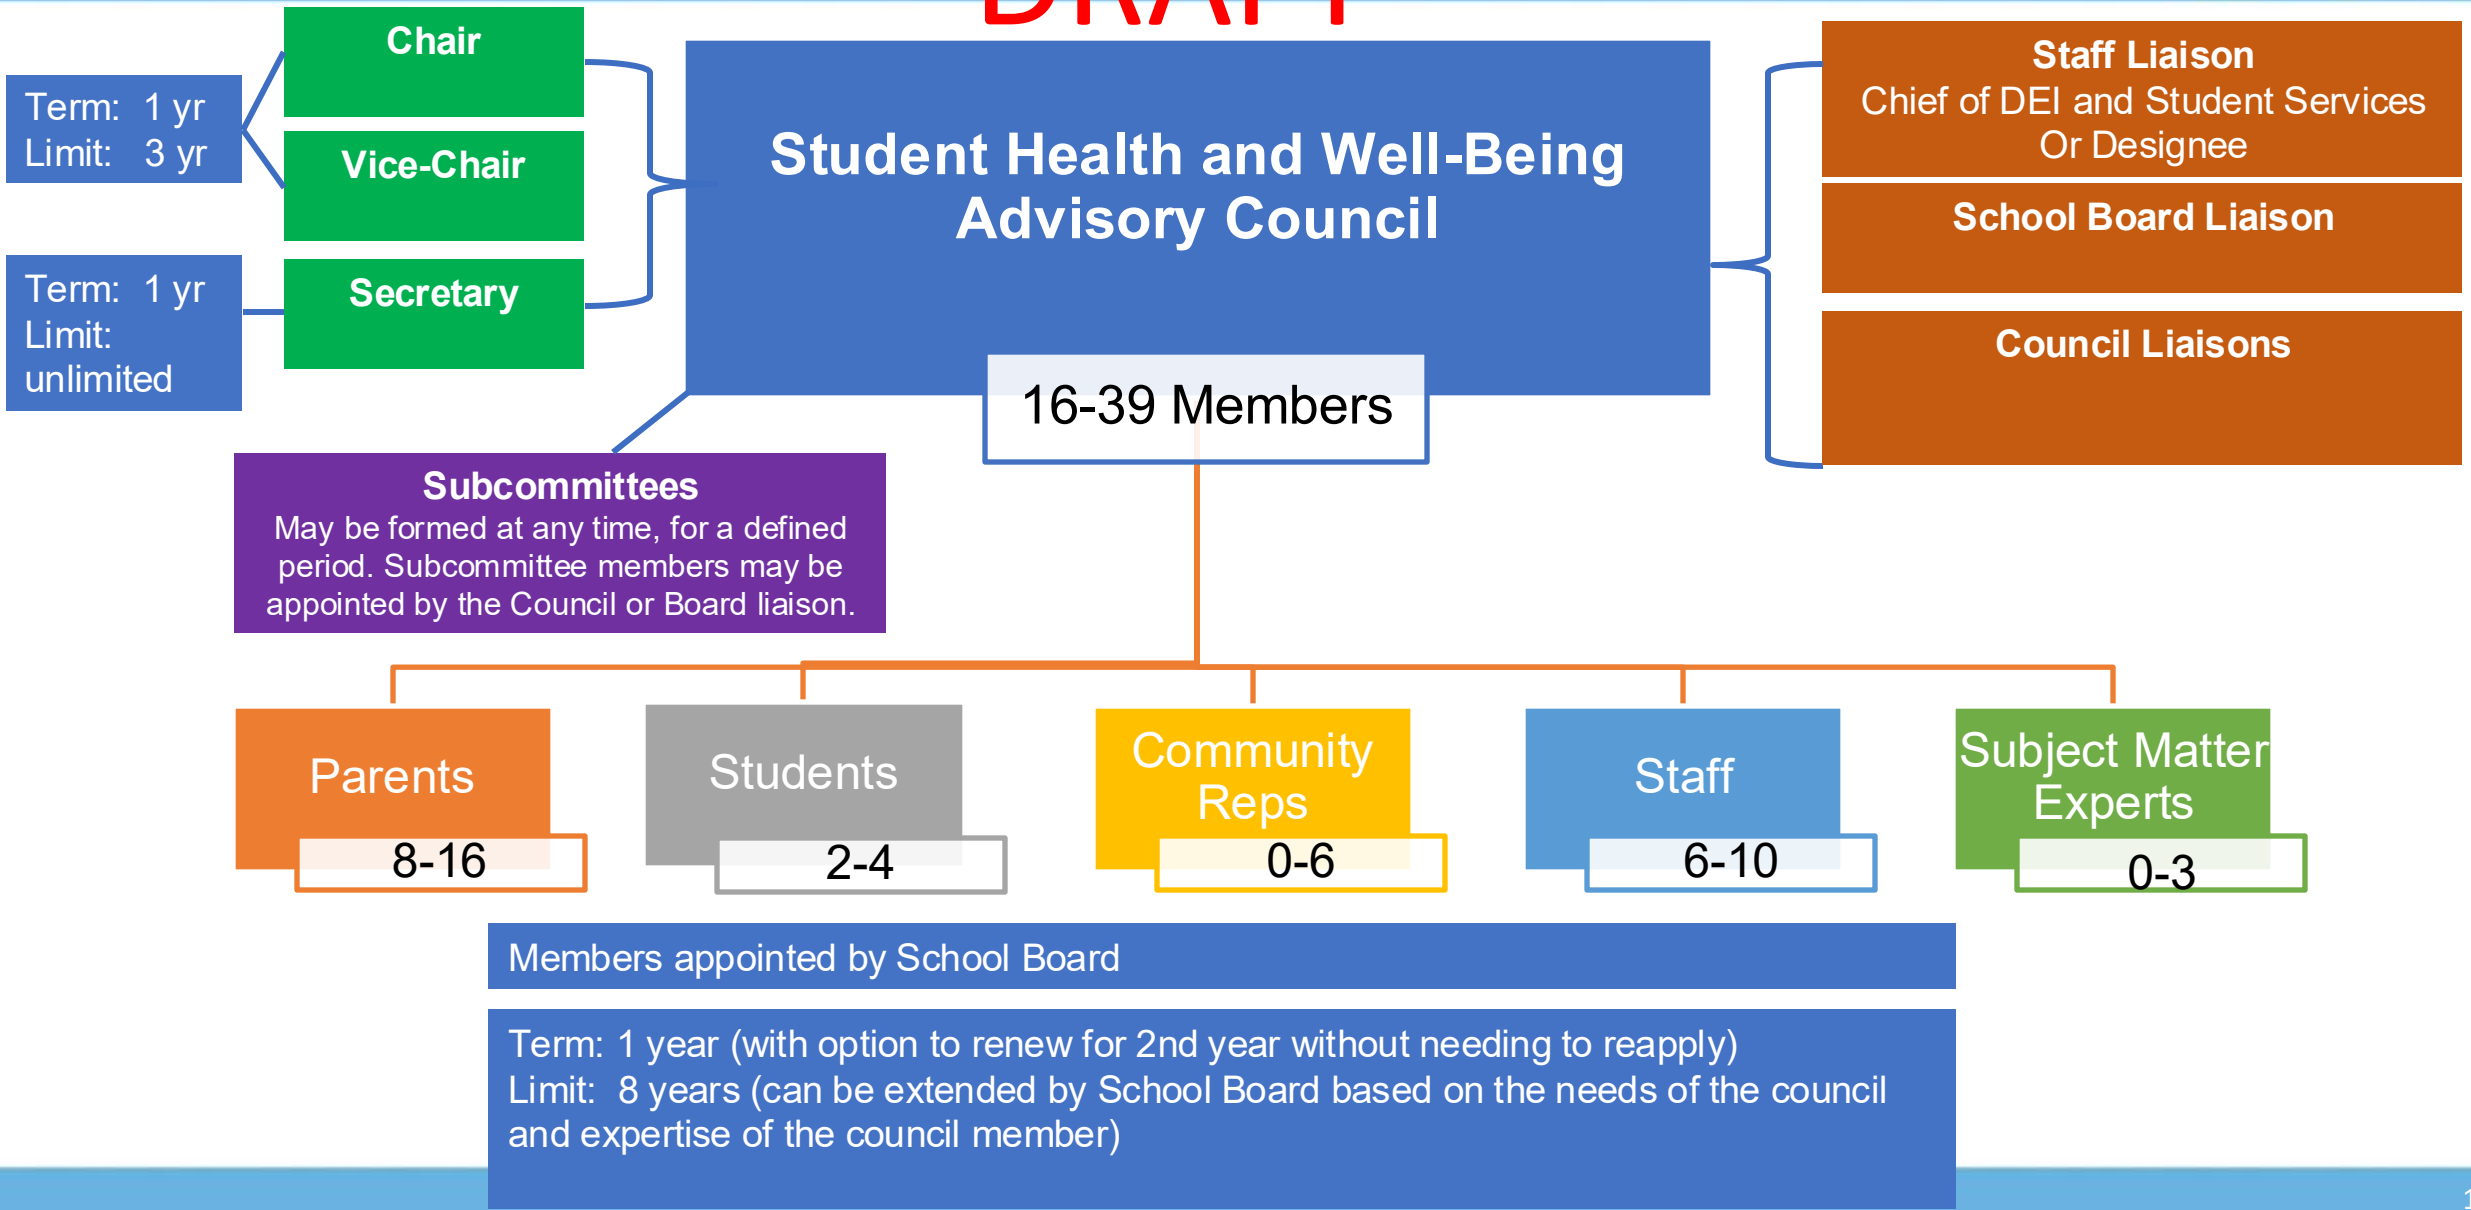 DRAFT
Chair
Term: 1 yr
Limit: 3 yr
Vice-Chair
Term: 1 yr
Limit:
unlimited
Secretary
Student Health and Well-Being
Advisory Council
16-39 Members
Staff Liaison
Chief of DEI and Student Services
Or Designee
School Board Liaison
Council Liaisons
Subcommittees
May be formed at any time, for a defined
period. Subcommittee members may be
appointed by the Council or Board liaison.
Parents
8-16
Students
2-4
Community
Reps
0-6
Staff
6-10
Subject Matter
Experts
0-3
Members appointed by School Board
Term: 1 year (with option to renew for 2nd year without needing to reapply)
Limit: 8 years (can be extended by School Board based on the needs of the council
and expertise of the council member)